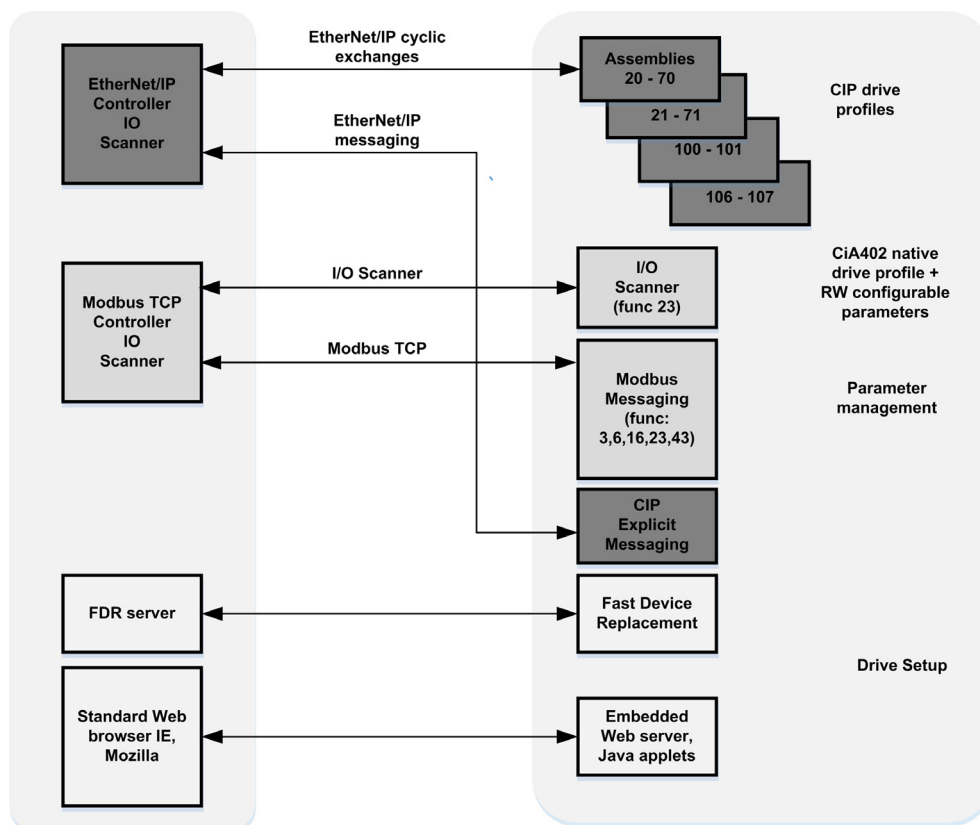 EtherNet/IP
Controller
IO
Scanner
EtherNet/IP cyclic
exchanges
EtherNet/IP
messaging
Assemblies
20 - 70
21 - 71
100 - 101
106 - 107
CIP drive
profiles
Modbus TCP
Controller
IO
Scanner
I/O Scanner
Modbus TCP
I/O
Scanner
(func 23)
CiA402 native
drive profile +
RW configurable
parameters
Modbus
Messaging
(func:
3,6,16,23,43)
Parameter
management
CIP
Explicit
Messaging
FDR server
Fast Device
Replacement
Drive Setup
Standard Web
browser IE,
Mozilla
Embedded
Web server,
Java applets